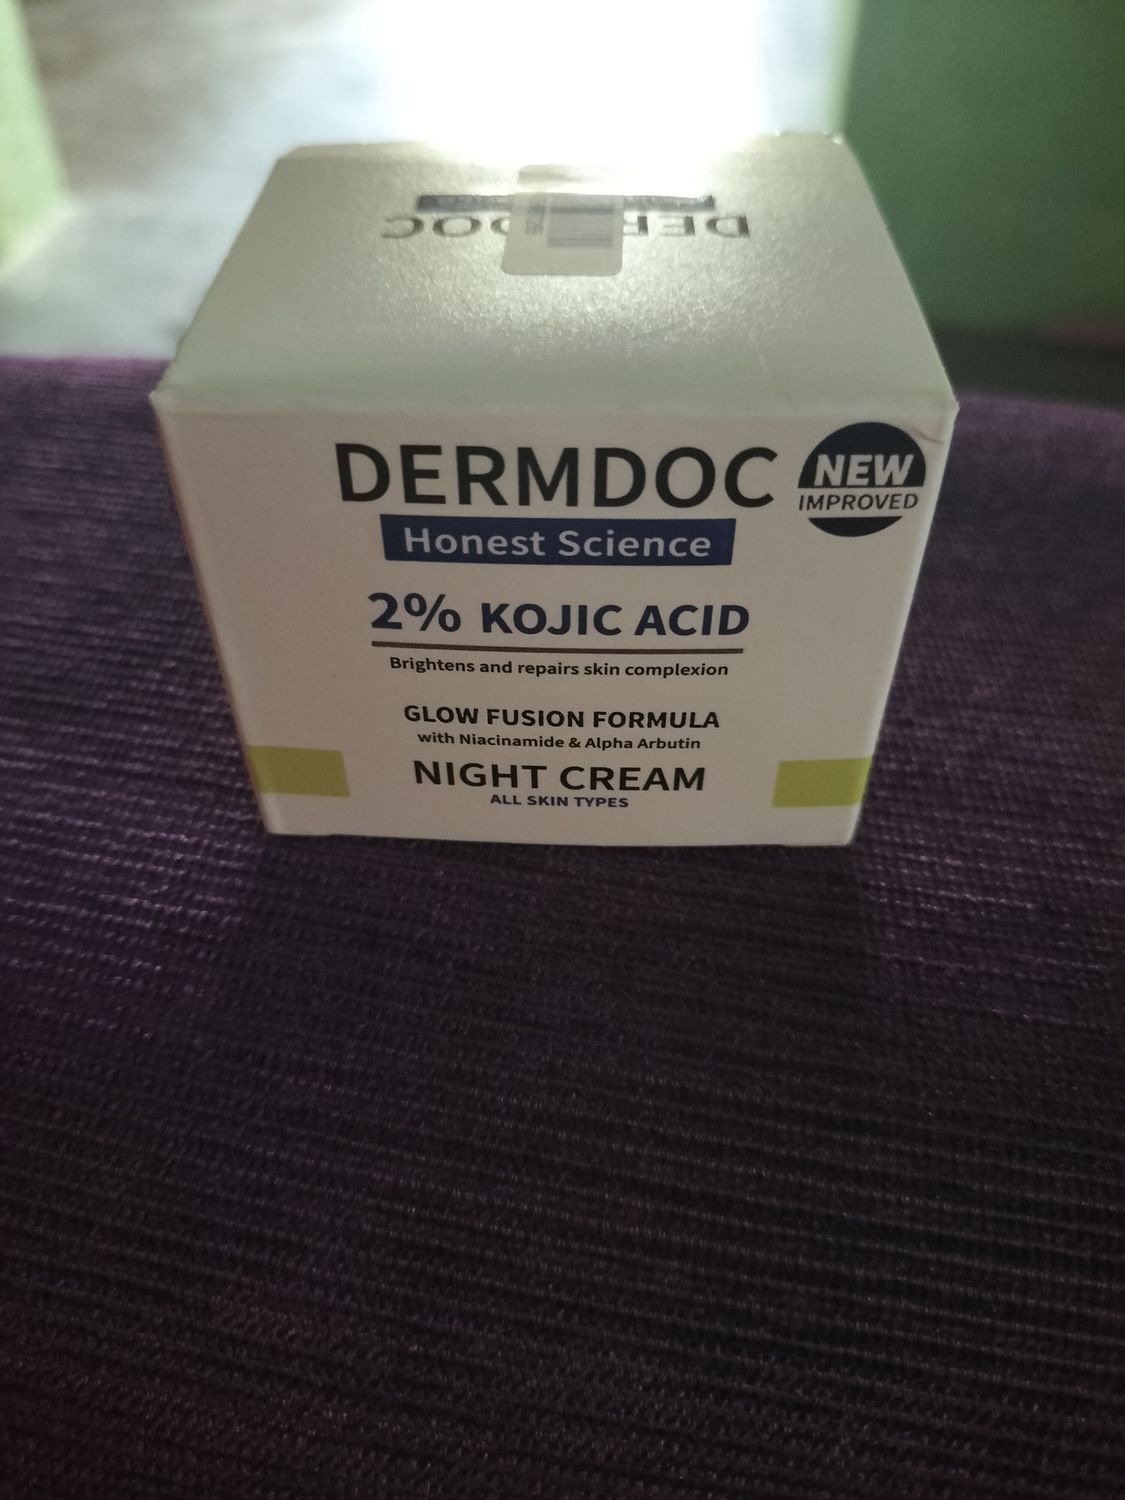 DERMDOC
DERMDOC
Honest Science
NEW
IMPROVED
2% KOJIC ACID
Brightens and repairs skin complexion
GLOW FUSION FORMULA
with Niacinamide & Alpha Arbutin
NIGHT CREAM
ALL SKIN TYPES